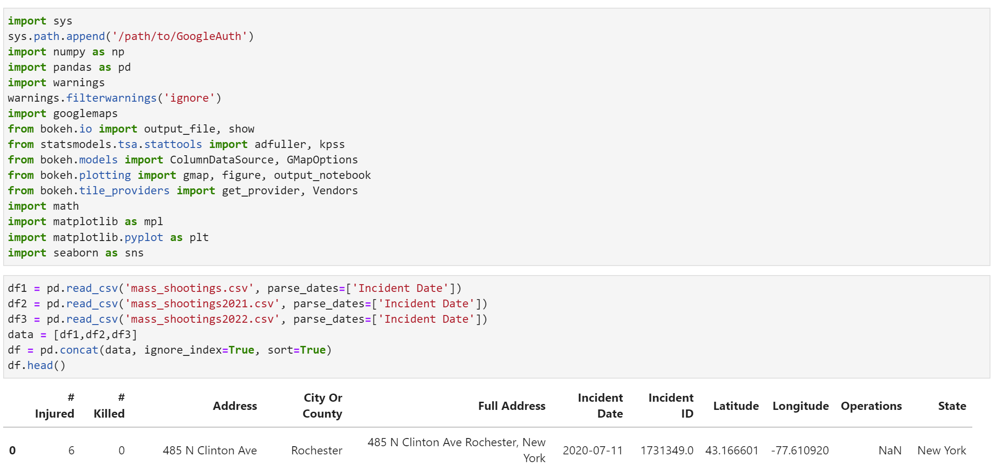 import sys
sys.path.append('/path/to/GoogleAuth')
import numpy as np
import pandas as pd
import warnings
warnings.filterwarnings('ignore')
import googlemaps
from bokeh.io import output_file, show
from statsmodels.tsa.stattools import adfuller, kpss
from bokeh.models import ColumnDataSource, GMapOptions
from bokeh.plotting import gmap, figure, output_notebook
from bokeh.tile_providers import get_provider, Vendors
import math
import matplotlib as mpl
import matplotlib.pyplot as plt
import seaborn as sns
df1 = pd.read_csv('mass_shootings.csv', parse_dates=['Incident Date'])
df2 = pd.read_csv('mass_shootings2021.csv', parse_dates=['Incident Date'])
df3 = pd.read_csv('mass_shootings2022.csv', parse_dates=['Incident Date'])
data = [df1,df2,df3]
df = pd.concat(data, ignore_index=True, sort=True)
df.head()
# Injured # Killed Address City Or County Full Address Incident Date Incident ID Latitude Longitude Operations State
0 6 0 485 N Clinton Ave Rochester 485 N Clinton Ave Rochester, New York 2020-07-11 1731349.0 43.166601 -77.610920 NaN New York